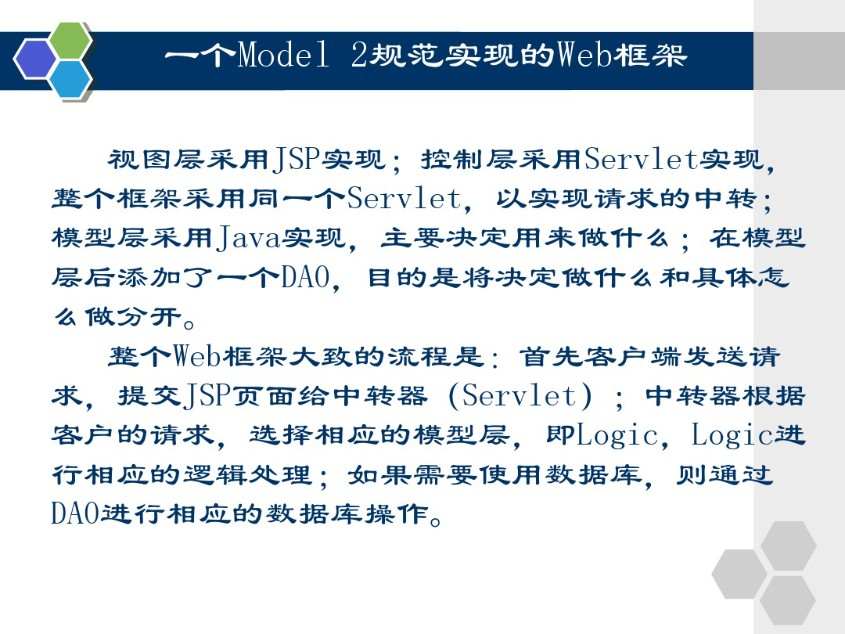 一个Model 2规范实现的Web框架
视图层采用JSP实现；控制层采用Servlet实现，
整个框架采用同一个Servlet，以实现请求的中转；
模型层采用Java实现，主要决定用来做什么；在模型
层后添加了一个DAO，目的是将决定做什么和具体怎
么做分开。
整个Web框架大致的流程是：首先客户端发送请
求，提交JSP页面给中转器（Servlet）；中转器根据
客户的请求，选择相应的模型层，即Logic，Logic进
行相应的逻辑处理；如果需要使用数据库，则通过
DAO进行相应的数据库操作。